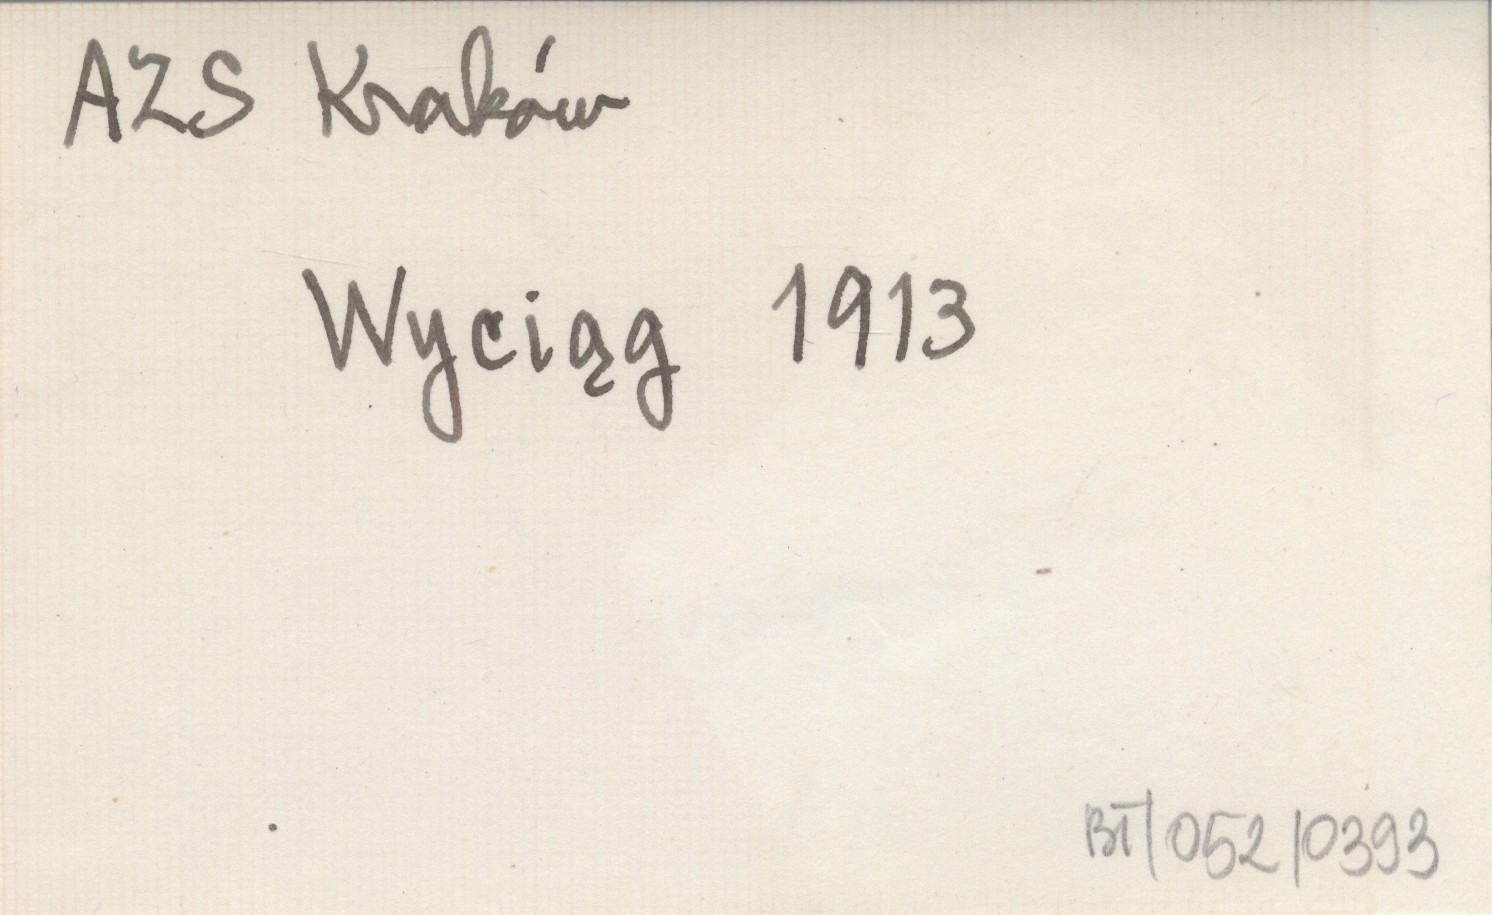 AZS Kraków
Wyciąg 1913
BT/052/0393